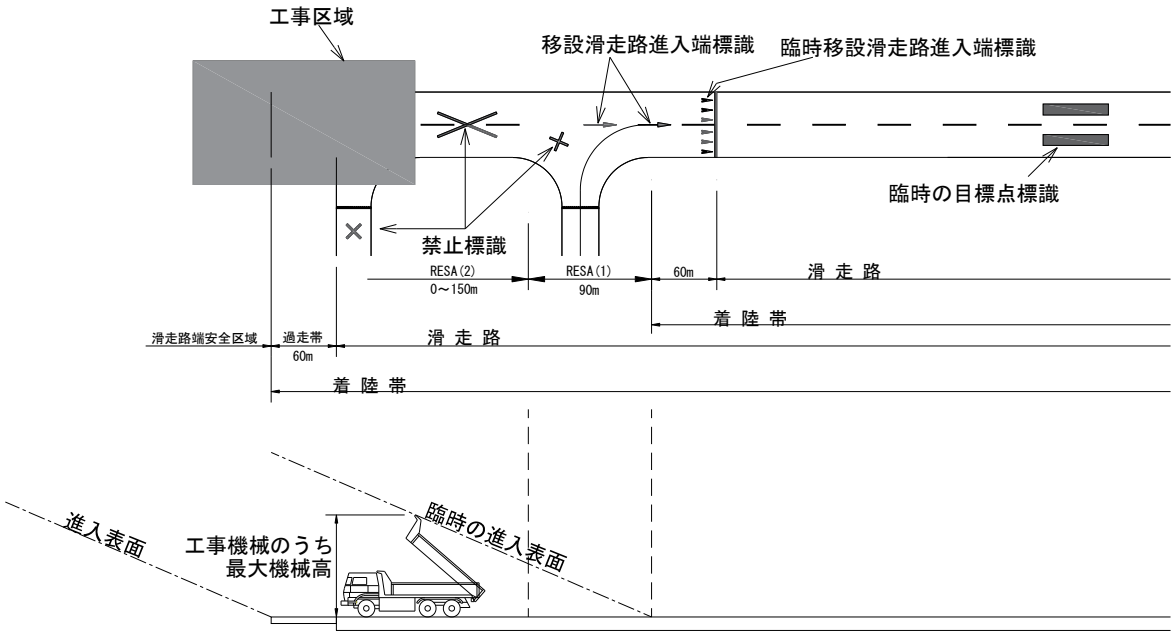 工事区域
移設滑走路進入端標識
臨時移設滑走路進入端標識
臨時の目標点標識
禁止標識
RESA(2)
0～150m
RESA(1)
90m
60m
滑走路
着陸帯
滑走路端安全区域
過走帯
60m
滑走路
着陸帯
進入表面
工事機械のうち
最大機械高
臨時の進入表面